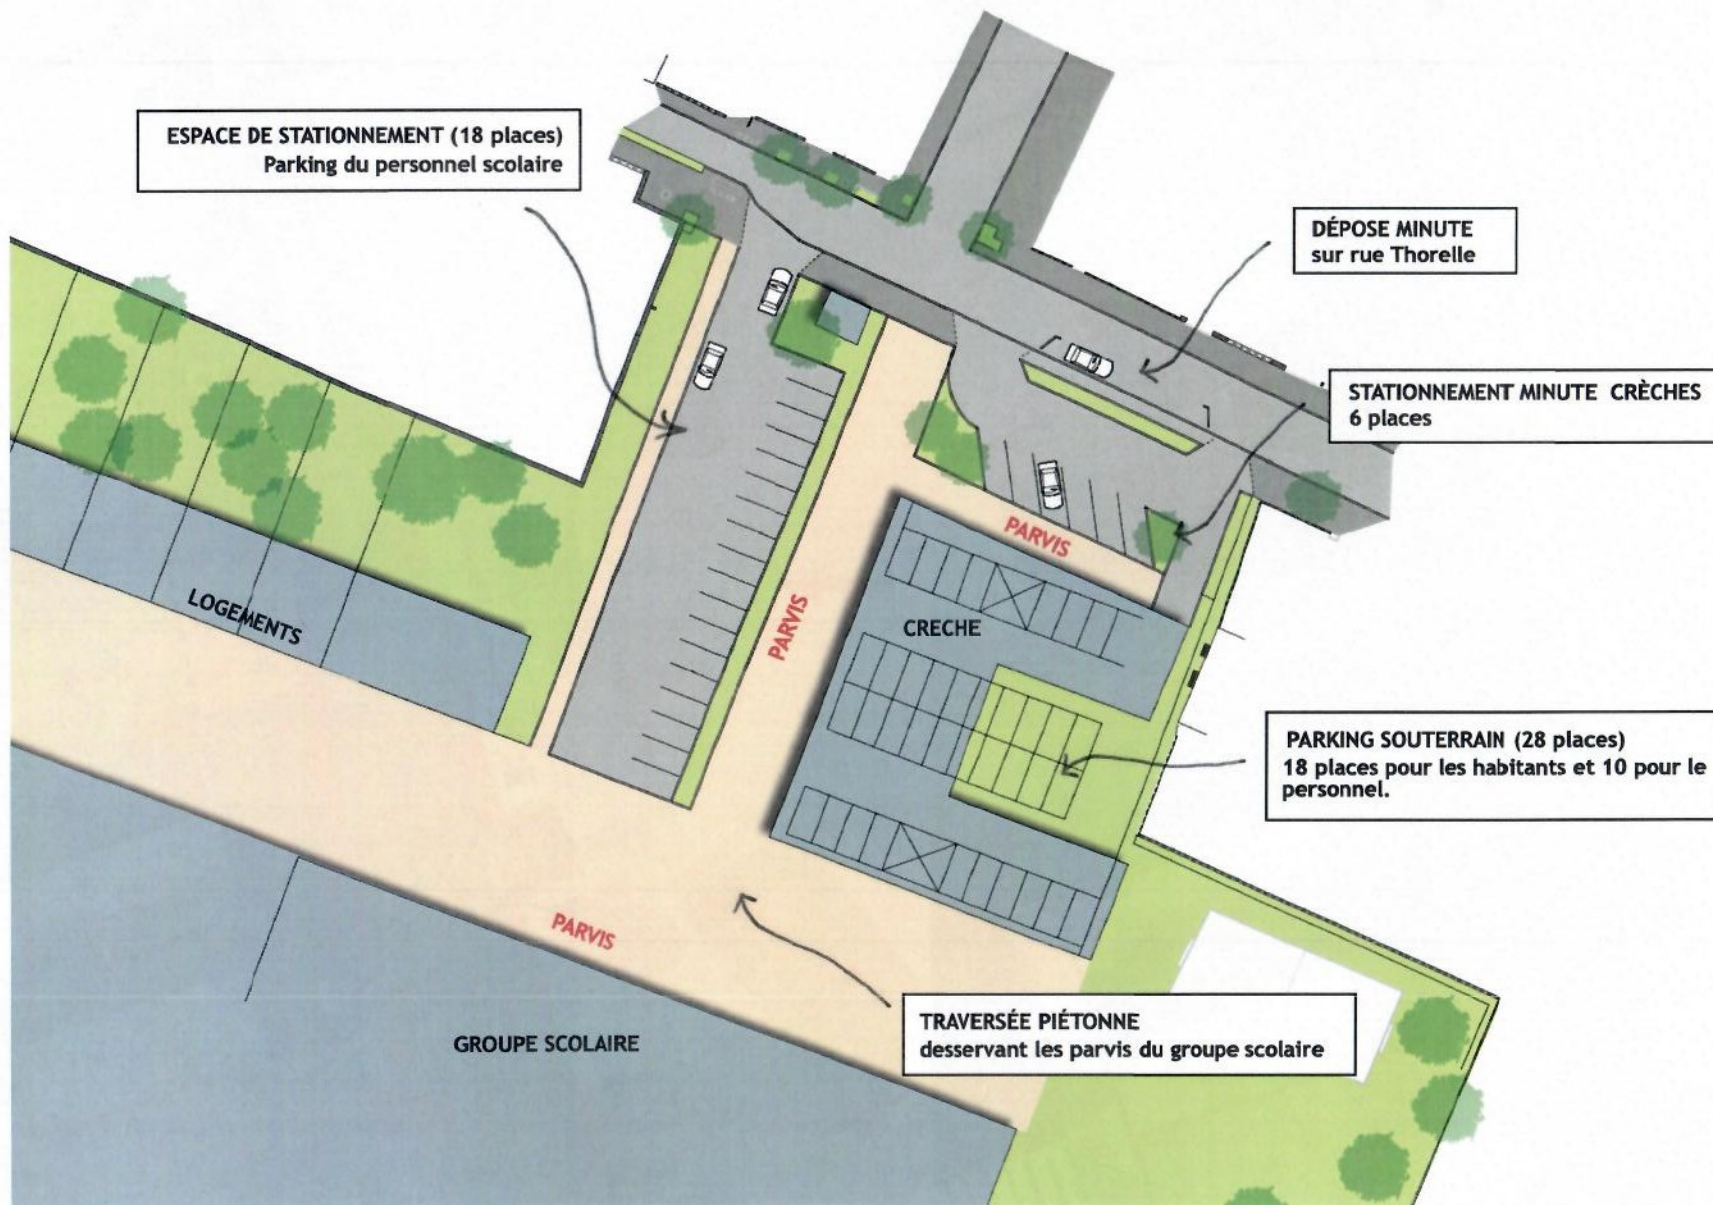 ESPACE DE STATIONNEMENT (18 places)
Parking du personnel scolaire
DÉPOSE MINUTE
sur rue Thorelle
STATIONNEMENT MINUTE CRÈCHES
6 places
PARVIS
LOGEMENTS
PARVIS
CRECHE
PARKING SOUTERRAIN (28 places)
18 places pour les habitants et 10 pour le
personnel.
PARVIS
TRAVERSÉE PIÉTONNE
desservant les parvis du groupe scolaire
GROUPE SCOLAIRE